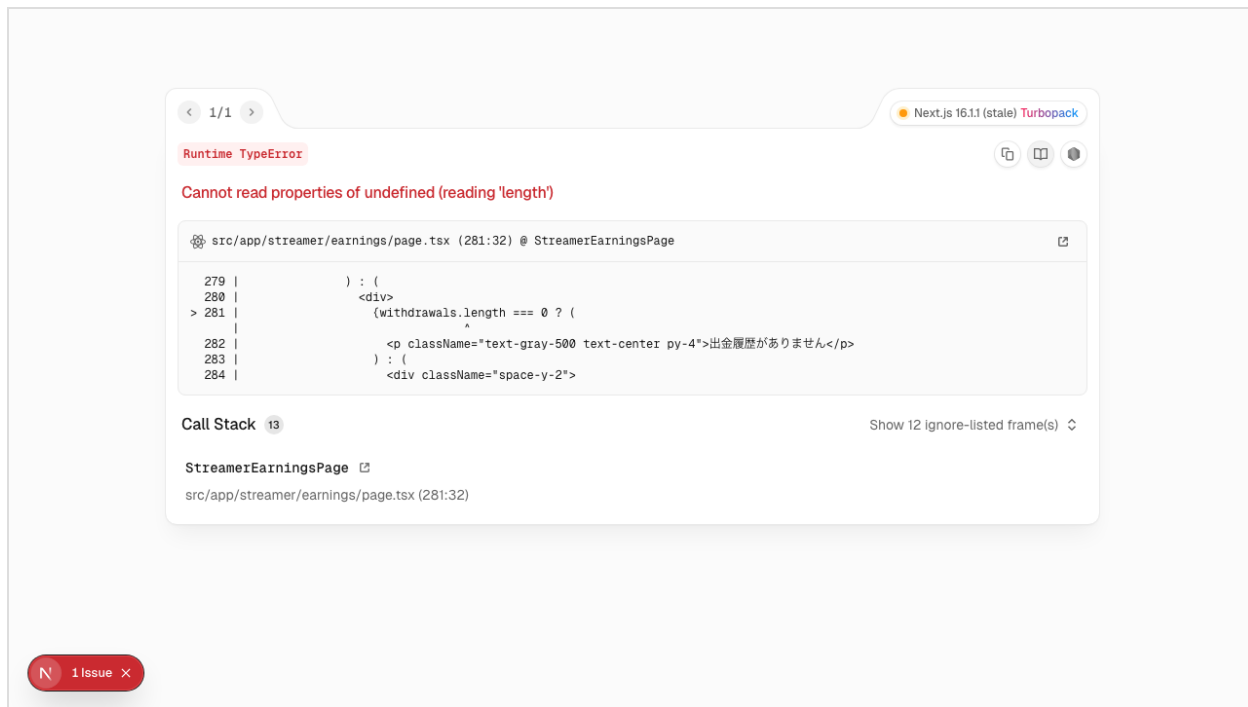 1/1
Next.js 16.1.1 (stale) Turbopack
Runtime TypeError
Cannot read properties of undefined (reading 'length')
src/app/streamer/earnings/page.tsx (281:32) @ StreamerEarningsPage
279 | ) : (
280 | <div>
> 281 | {withdrawals.length === 0 ? (
| ^
282 | <p className="text-gray-500 text-center py-4">出金履歴がありません</p>
283 | ) : (
284 | <div className="space-y-2">
Call Stack 13
Show 12 ignore-listed frame(s)
StreamerEarningsPage
src/app/streamer/earnings/page.tsx (281:32)
N 1 Issue